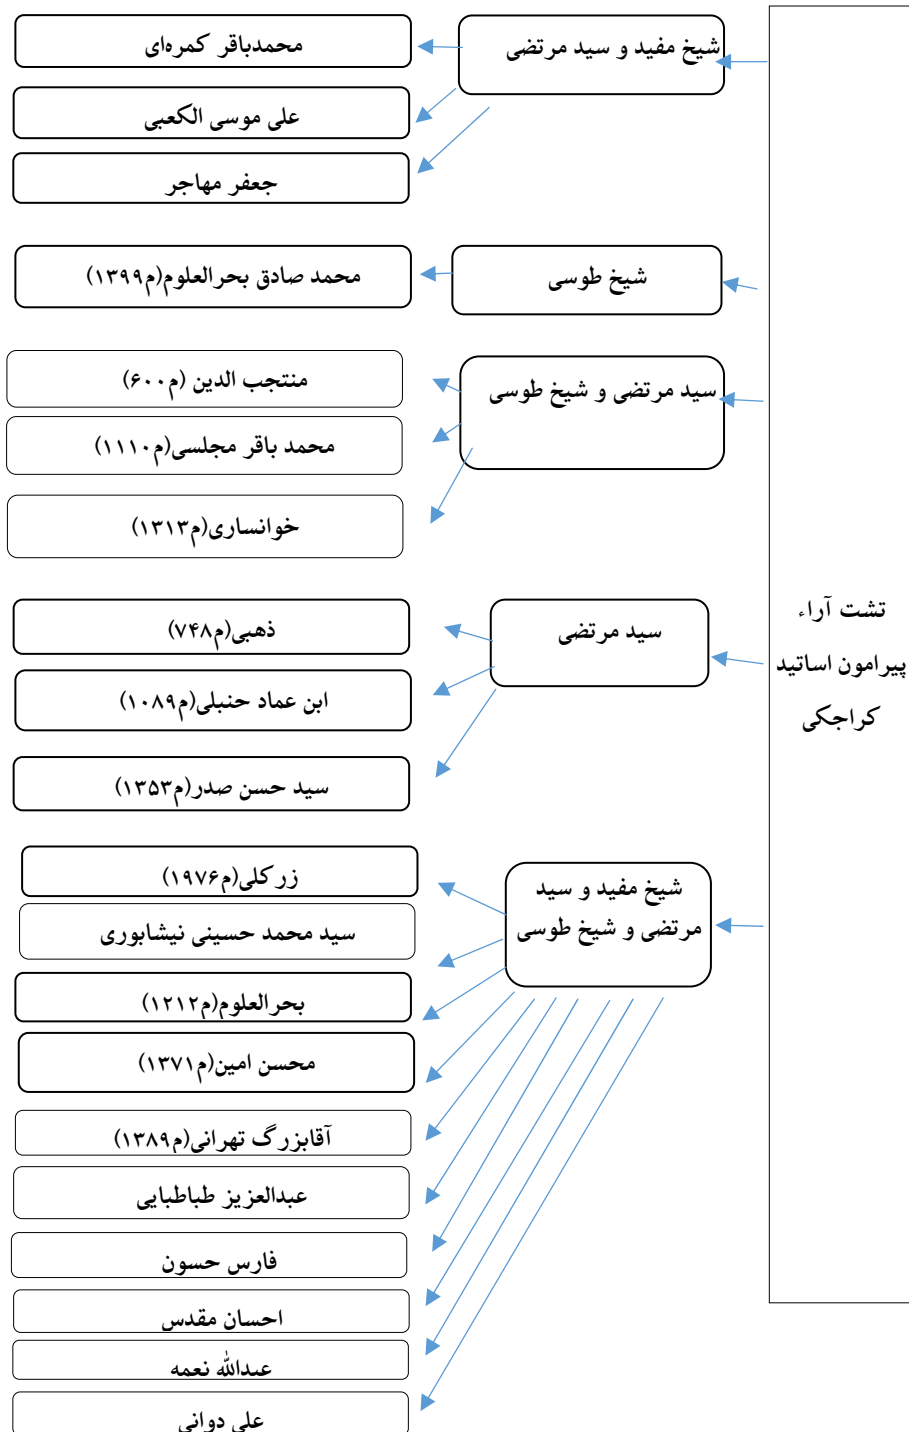 تشت آراء
پیرامون اساتید
کراجکی
شیخ مفید و سید مرتضی
محمدباقر کمره‌ای
علی موسی الکعبی
جعفر مهاجر
شیخ طوسی
محمد صادق بحرالعلوم(م۱۳۹۹)
سید مرتضی و شیخ طوسی
منتجب الدین (م۶۰۰)
محمد باقر مجلسی(م۱۱۱۰)
خوانساری(م۱۳۱۳)
سید مرتضی
ذهبی(م۷۴۸)
ابن عماد حنبلی(م۱۰۸۹)
سید حسن صدر(م۱۳۵۳)
شیخ مفید و سید
مرتضی و شیخ طوسی
زرکلی(م۱۹۷۶)
سید محمد حسینی نیشابوری
بحرالعلوم(م۱۲۱۲)
محسن امین(م۱۳۷۱)
آقابزرگ تهرانی(م۱۳۸۹)
عبدالعزیز طباطبایی
فارس حسون
احسان مقدس
عبدالله نعمه
علی دوانی